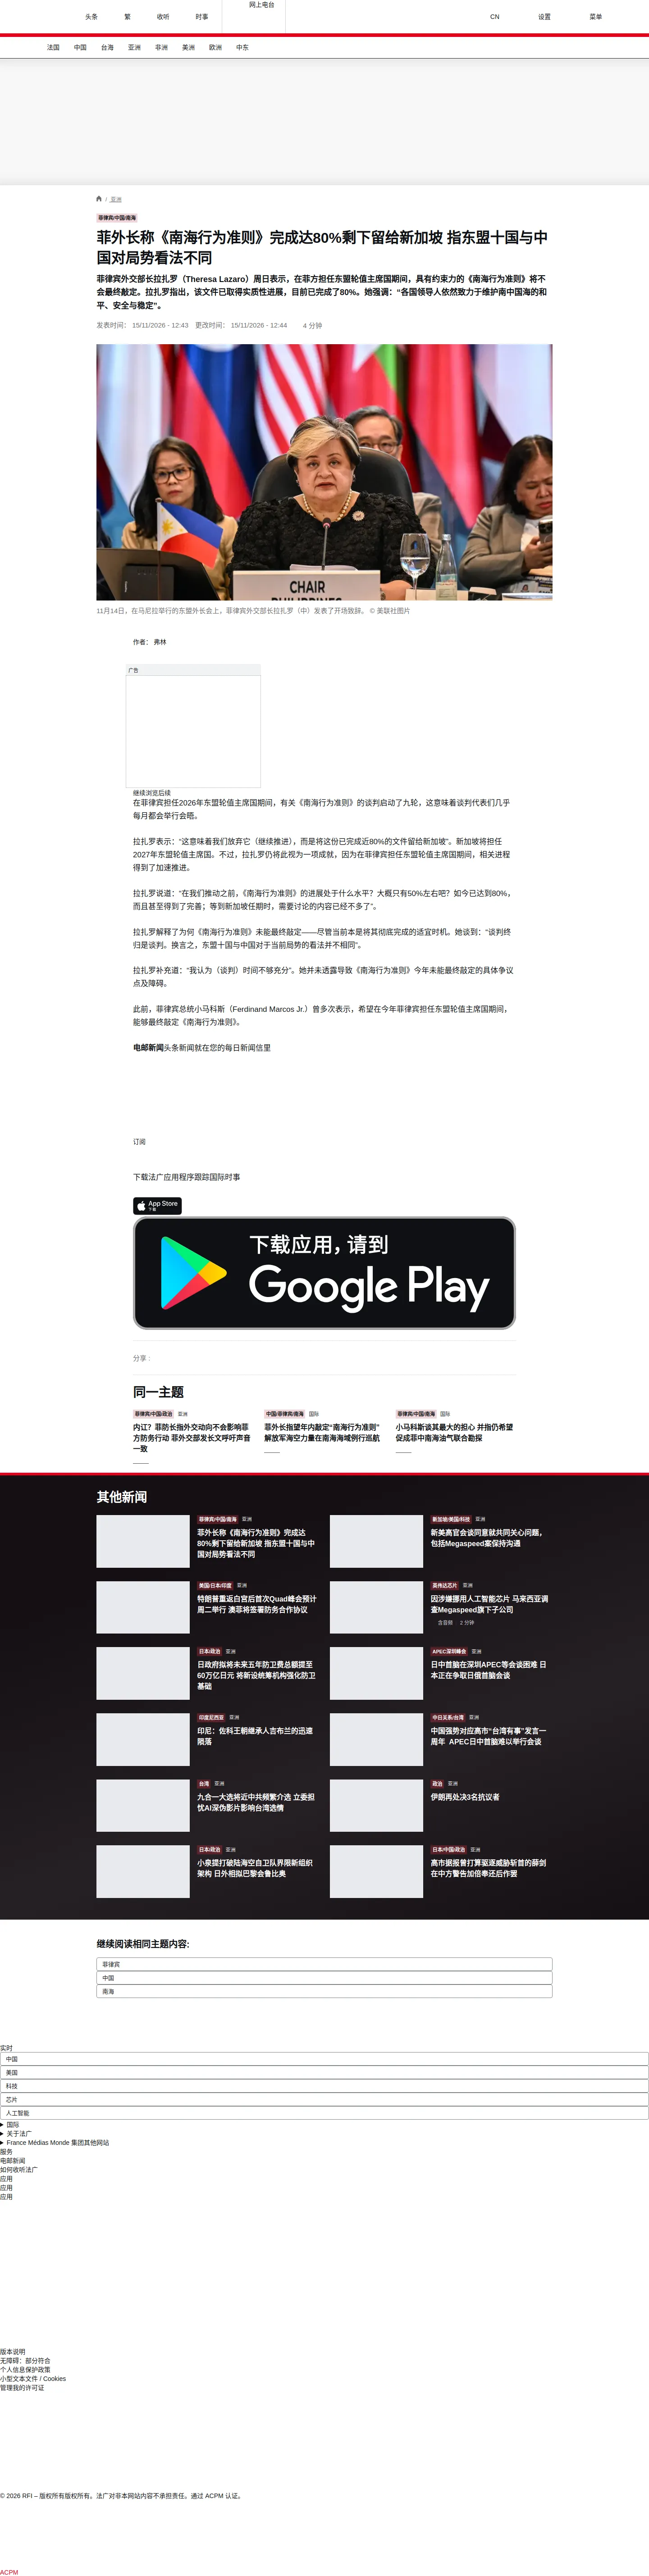 头条
繁
收听
时事
网上电台
CN
设置
菜单
法国
中国
台海
亚洲
非洲
美洲
欧洲
中东
/ 亚洲
菲律宾/中国/南海
菲外长称《南海行为准则》完成达80%剩下留给新加坡 指东盟十国与中
国对局势看法不同
菲律宾外交部长拉扎罗（Theresa Lazaro）周日表示，在菲方担任东盟轮值主席国期间，具有约束力的《南海行为准则》将不
会最终敲定。拉扎罗指出，该文件已取得实质性进展，目前已完成了80%。她强调：“各国领导人依然致力于维护南中国海的和
平、安全与稳定”。
发表时间： 15/11/2026 - 12:43 更改时间： 15/11/2026 - 12:44 4 分钟
CHAIR
PHILIPPINES
11月14日，在马尼拉举行的东盟外长会上，菲律宾外交部长拉扎罗（中）发表了开场致辞。 © 美联社图片
作者： 弗林
广告
继续浏览后续
在菲律宾担任2026年东盟轮值主席国期间，有关《南海行为准则》的谈判启动了九轮，这意味着谈判代表们几乎
每月都会举行会晤。
拉扎罗表示：“这意味着我们放弃它（继续推进），而是将这份已完成近80%的文件留给新加坡”。新加坡将担任
2027年东盟轮值主席国。不过，拉扎罗仍将此视为一项成就，因为在菲律宾担任东盟轮值主席国期间，相关进程
得到了加速推进。
拉扎罗说道：“在我们推动之前，《南海行为准则》的进展处于什么水平？大概只有50%左右吧？如今已达到80%，
而且甚至得到了完善；等到新加坡任期时，需要讨论的内容已经不多了”。
拉扎罗解释了为何《南海行为准则》未能最终敲定——尽管当前本是将其彻底完成的适宜时机。她谈到：“谈判终
归是谈判。换言之，东盟十国与中国对于当前局势的看法并不相同”。
拉扎罗补充道：“我认为（谈判）时间不够充分”。她并未透露导致《南海行为准则》今年未能最终敲定的具体争议
点及障碍。
此前，菲律宾总统小马科斯（Ferdinand Marcos Jr.）曾多次表示，希望在今年菲律宾担任东盟轮值主席国期间，
能够最终敲定《南海行为准则》。
电邮新闻头条新闻就在您的每日新闻信里
订阅
下载法广应用程序跟踪国际时事
App Store
下载
下载应用，请到
Google Play
分享 :
同一主题
菲律宾/中国/政治 亚洲
内讧？菲防长指外交动向不会影响菲
方防务行动 菲外交部发长文呼吁声音
一致
中国/菲律宾/南海 国际
菲外长指望年内敲定“南海行为准则”
解放军海空力量在南海海域例行巡航
菲律宾/中国/南海 国际
小马科斯谈其最大的担心 并指仍希望
促成菲中南海油气联合勘探
其他新闻
菲律宾/中国/南海 亚洲
菲外长称《南海行为准则》完成达
80%剩下留给新加坡 指东盟十国与中
国对局势看法不同
新加坡/美国/科技 亚洲
新美高官会谈同意就共同关心问题，
包括Megaspeed案保持沟通
美国/日本/印度 亚洲
特朗普重返白宫后首次Quad峰会预计
周二举行 澳菲将签署防务合作协议
英伟达芯片 亚洲
因涉嫌挪用人工智能芯片 马来西亚调
查Megaspeed旗下子公司
含音频 2 分钟
日本/政治 亚洲
日政府拟将未来五年防卫费总额提至
60万亿日元 将新设统筹机构强化防卫
基础
APEC深圳峰会 亚洲
日中首脑在深圳APEC等会谈困难 日
本正在争取日俄首脑会谈
印度尼西亚 亚洲
印尼：佐科王朝继承人吉布兰的迅速
陨落
中日关系/台湾 亚洲
中国强势对应高市“台湾有事”发言一
周年 APEC日中首脑难以举行会谈
台湾 亚洲
九合一大选将近中共频繁介选 立委担
忧AI深伪影片影响台湾选情
政治 亚洲
伊朗再处决3名抗议者
日本/政治 亚洲
小泉提打破陆海空自卫队界限新组织
架构 日外相拟巴黎会鲁比奥
日本/中国/政治 亚洲
高市据报曾打算驱逐威胁斩首的薛剑
在中方警告加倍奉还后作罢
继续阅读相同主题内容:
菲律宾
中国
南海
实时
中国
美国
科技
芯片
人工智能
国际
关于法广
France Médias Monde 集团其他网站
服务
电邮新闻
如何收听法广
应用
应用
应用
版本说明
无障碍：部分符合
个人信息保护政策
小型文本文件 / Cookies
管理我的许可证
© 2026 RFI – 版权所有版权所有。法广对非本网站内容不承担责任。通过 ACPM 认证。
ACPM